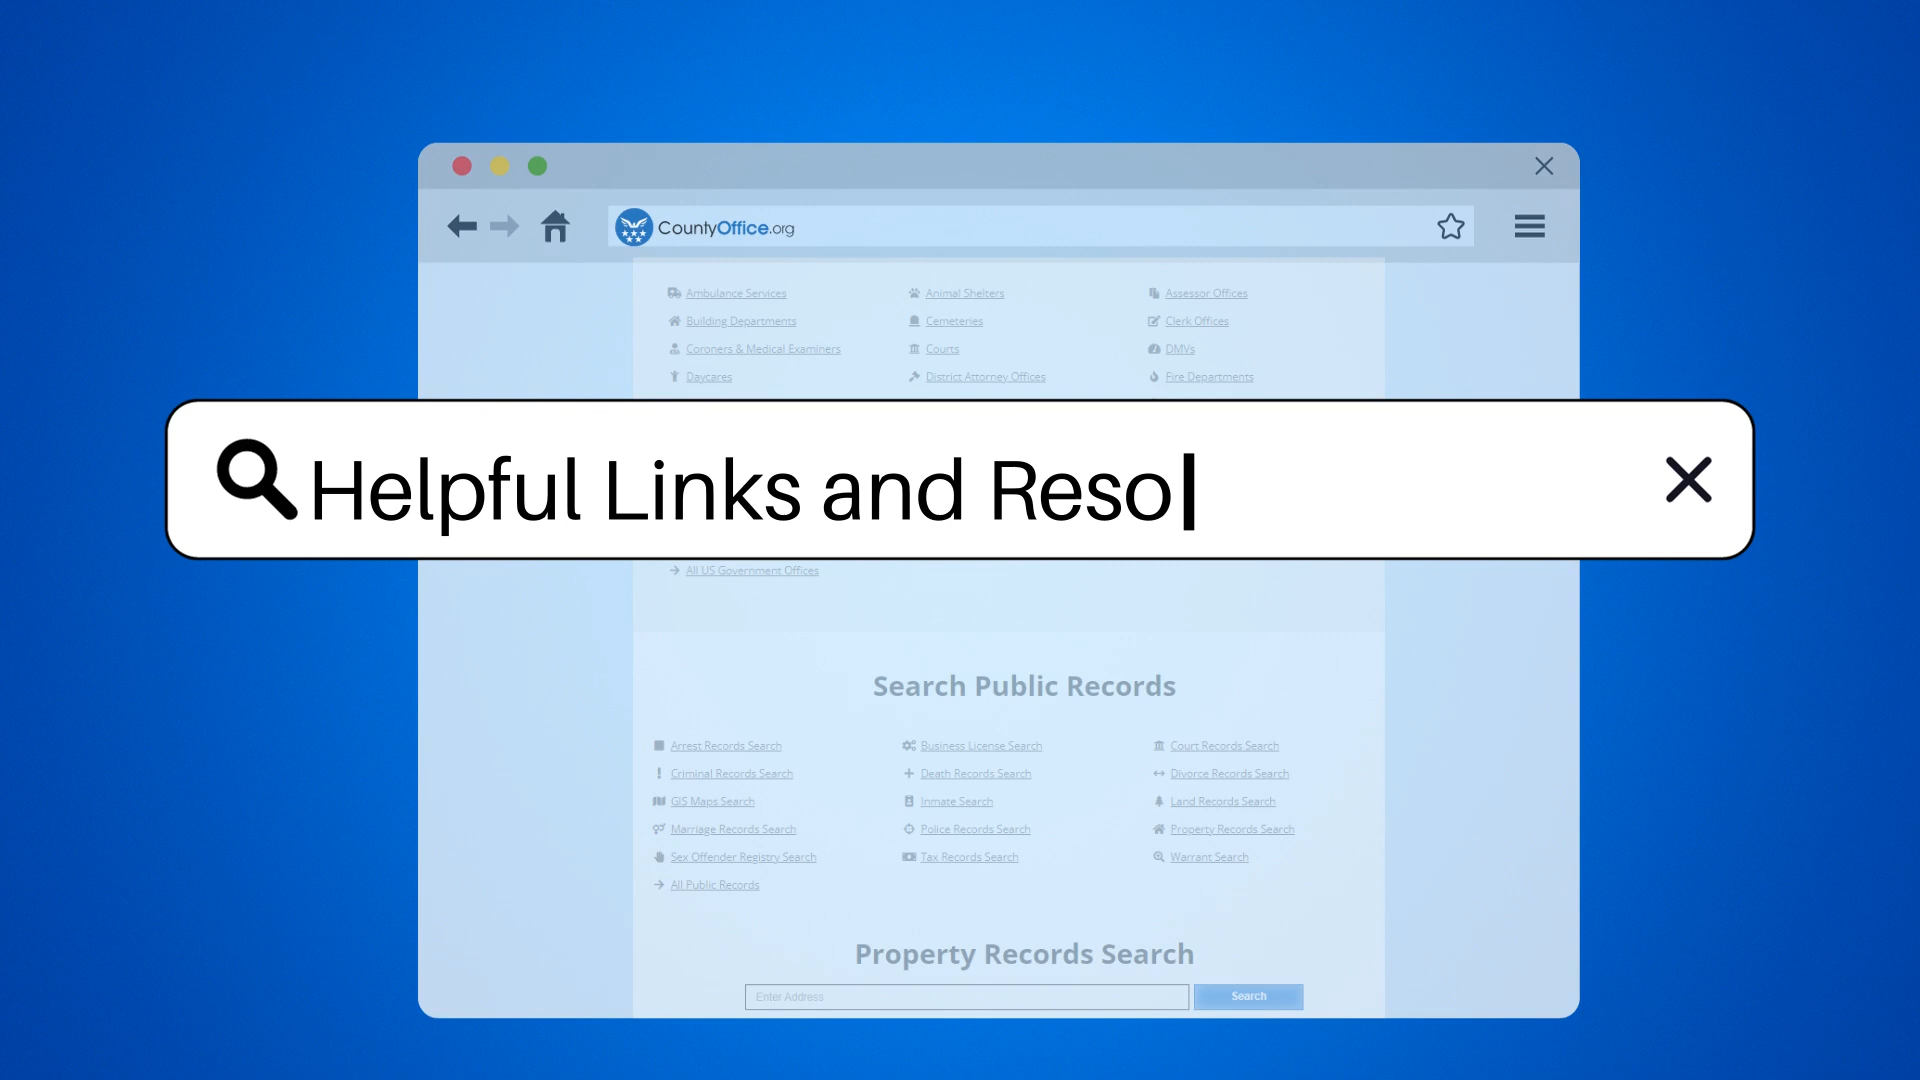 CountyOffice.org
Ambulance Services Animal Shelters Assessor Offices
Building Departments Cemeteries Clerk Offices
Coroners & Medical Examiners Courts DMVs
Daycares District Attorney Offices Fire Departments
Helpful Links and Reso
All US Government Offices
Search Public Records
Arrest Records Search Business License Search Court Records Search
Criminal Records Search Death Records Search Divorce Records Search
GIS Maps Search Inmate Search Land Records Search
Marriage Records Search Police Records Search Property Records Search
Sex Offender Registry Search Tax Records Search Warrant Search
All Public Records
Property Records Search
Enter Address Search